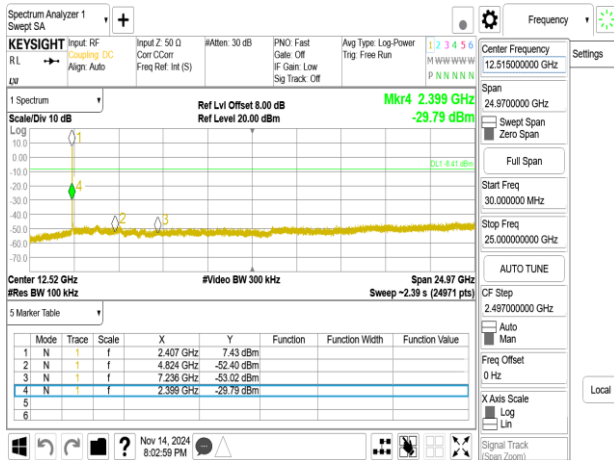 Spectrum Analyzer 1
Swept SA
+
Frequency
KEYSIGHT
RL
LXI
Input: RF
Coupling: DC
Align: Auto
Input Z: 50 Ω
Corr CCorr
Freq Ref: Int (S)
#Atten: 30 dB
PNO: Fast
Gate: Off
IF Gain: Low
Sig Track: Off
Avg Type: Log-Power
Trig: Free Run
1 2 3 4 5 6
M W W W W W
P N N N N N
1 Spectrum
Scale/Div 10 dB
Ref Lvl Offset 8.00 dB
Ref Level 20.00 dBm
Mkr4 2.399 GHz
-29.79 dBm
Log
10.0
0.00
-10.0
-20.0
-30.0
-40.0
-50.0
-60.0
-70.0
1
4
2
3
Center 12.52 GHz
#Res BW 100 kHz
#Video BW 300 kHz
Span 24.97 GHz
Sweep ~2.39 s (24971 pts)
5 Marker Table
Mode Trace Scale X Y Function Function Width Function Value
1 N 1 f 2.407 GHz 7.43 dBm
2 N 1 f 4.824 GHz -52.40 dBm
3 N 1 f 7.236 GHz -53.02 dBm
4 N 1 f 2.399 GHz -29.79 dBm
5
6
?
Nov 14, 2024
8:02:59 PM
Center Frequency
12.515000000 GHz
Span
24.9700000 GHz
Swept Span
Zero Span
Full Span
Start Freq
30.000000 MHz
Stop Freq
25.000000000 GHz
AUTO TUNE
CF Step
2.497000000 GHz
Auto
Man
Freq Offset
0 Hz
X Axis Scale
Log
Lin
Signal Track
(Span Zoom)
Settings
Local